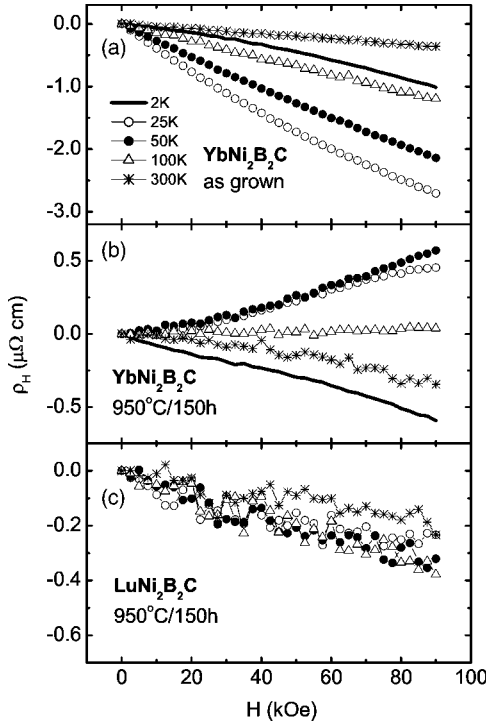 0.0
(a)
-1.0
2K
25K
50K
100K
300K
YbNi₂B₂C
as grown
-2.0
-3.0
(b)
0.5
0.0
YbNi₂B₂C
950°C/150h
-0.5
ρH (μΩ cm)
0.0
(c)
-0.2
-0.4
LuNi₂B₂C
950°C/150h
-0.6
0 20 40 60 80 100
H (kOe)